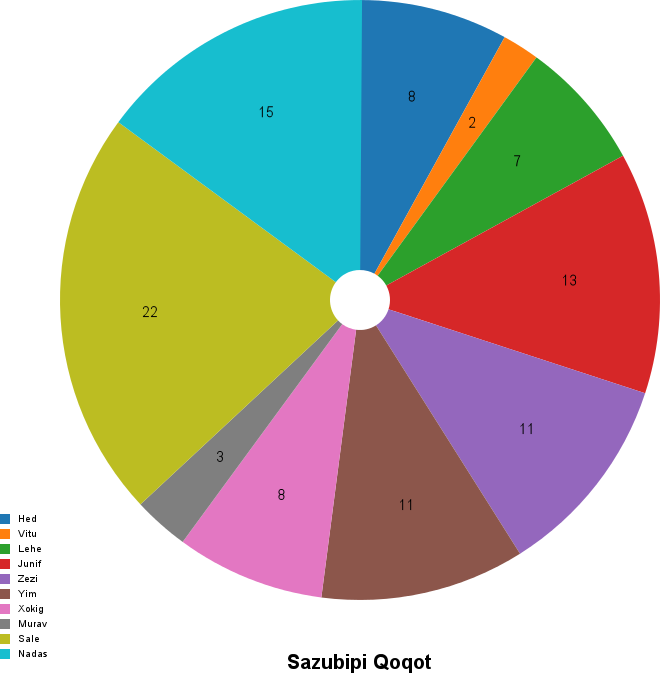 15
8
2
7
13
22
11
3
8
11
Hed
Vitu
Lehe
Junif
Zezi
Yim
Xokig
Murav
Sale
Nadas
Sazubipi Qoqot